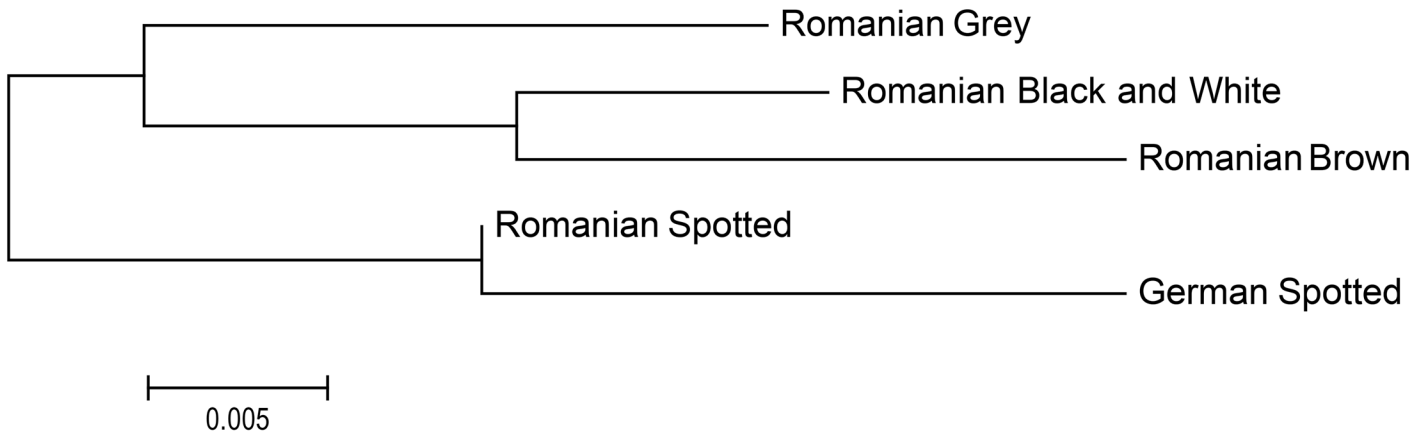 Romanian Grey
Romanian Black and White
Romanian Brown
Romanian Spotted
German Spotted
0.005